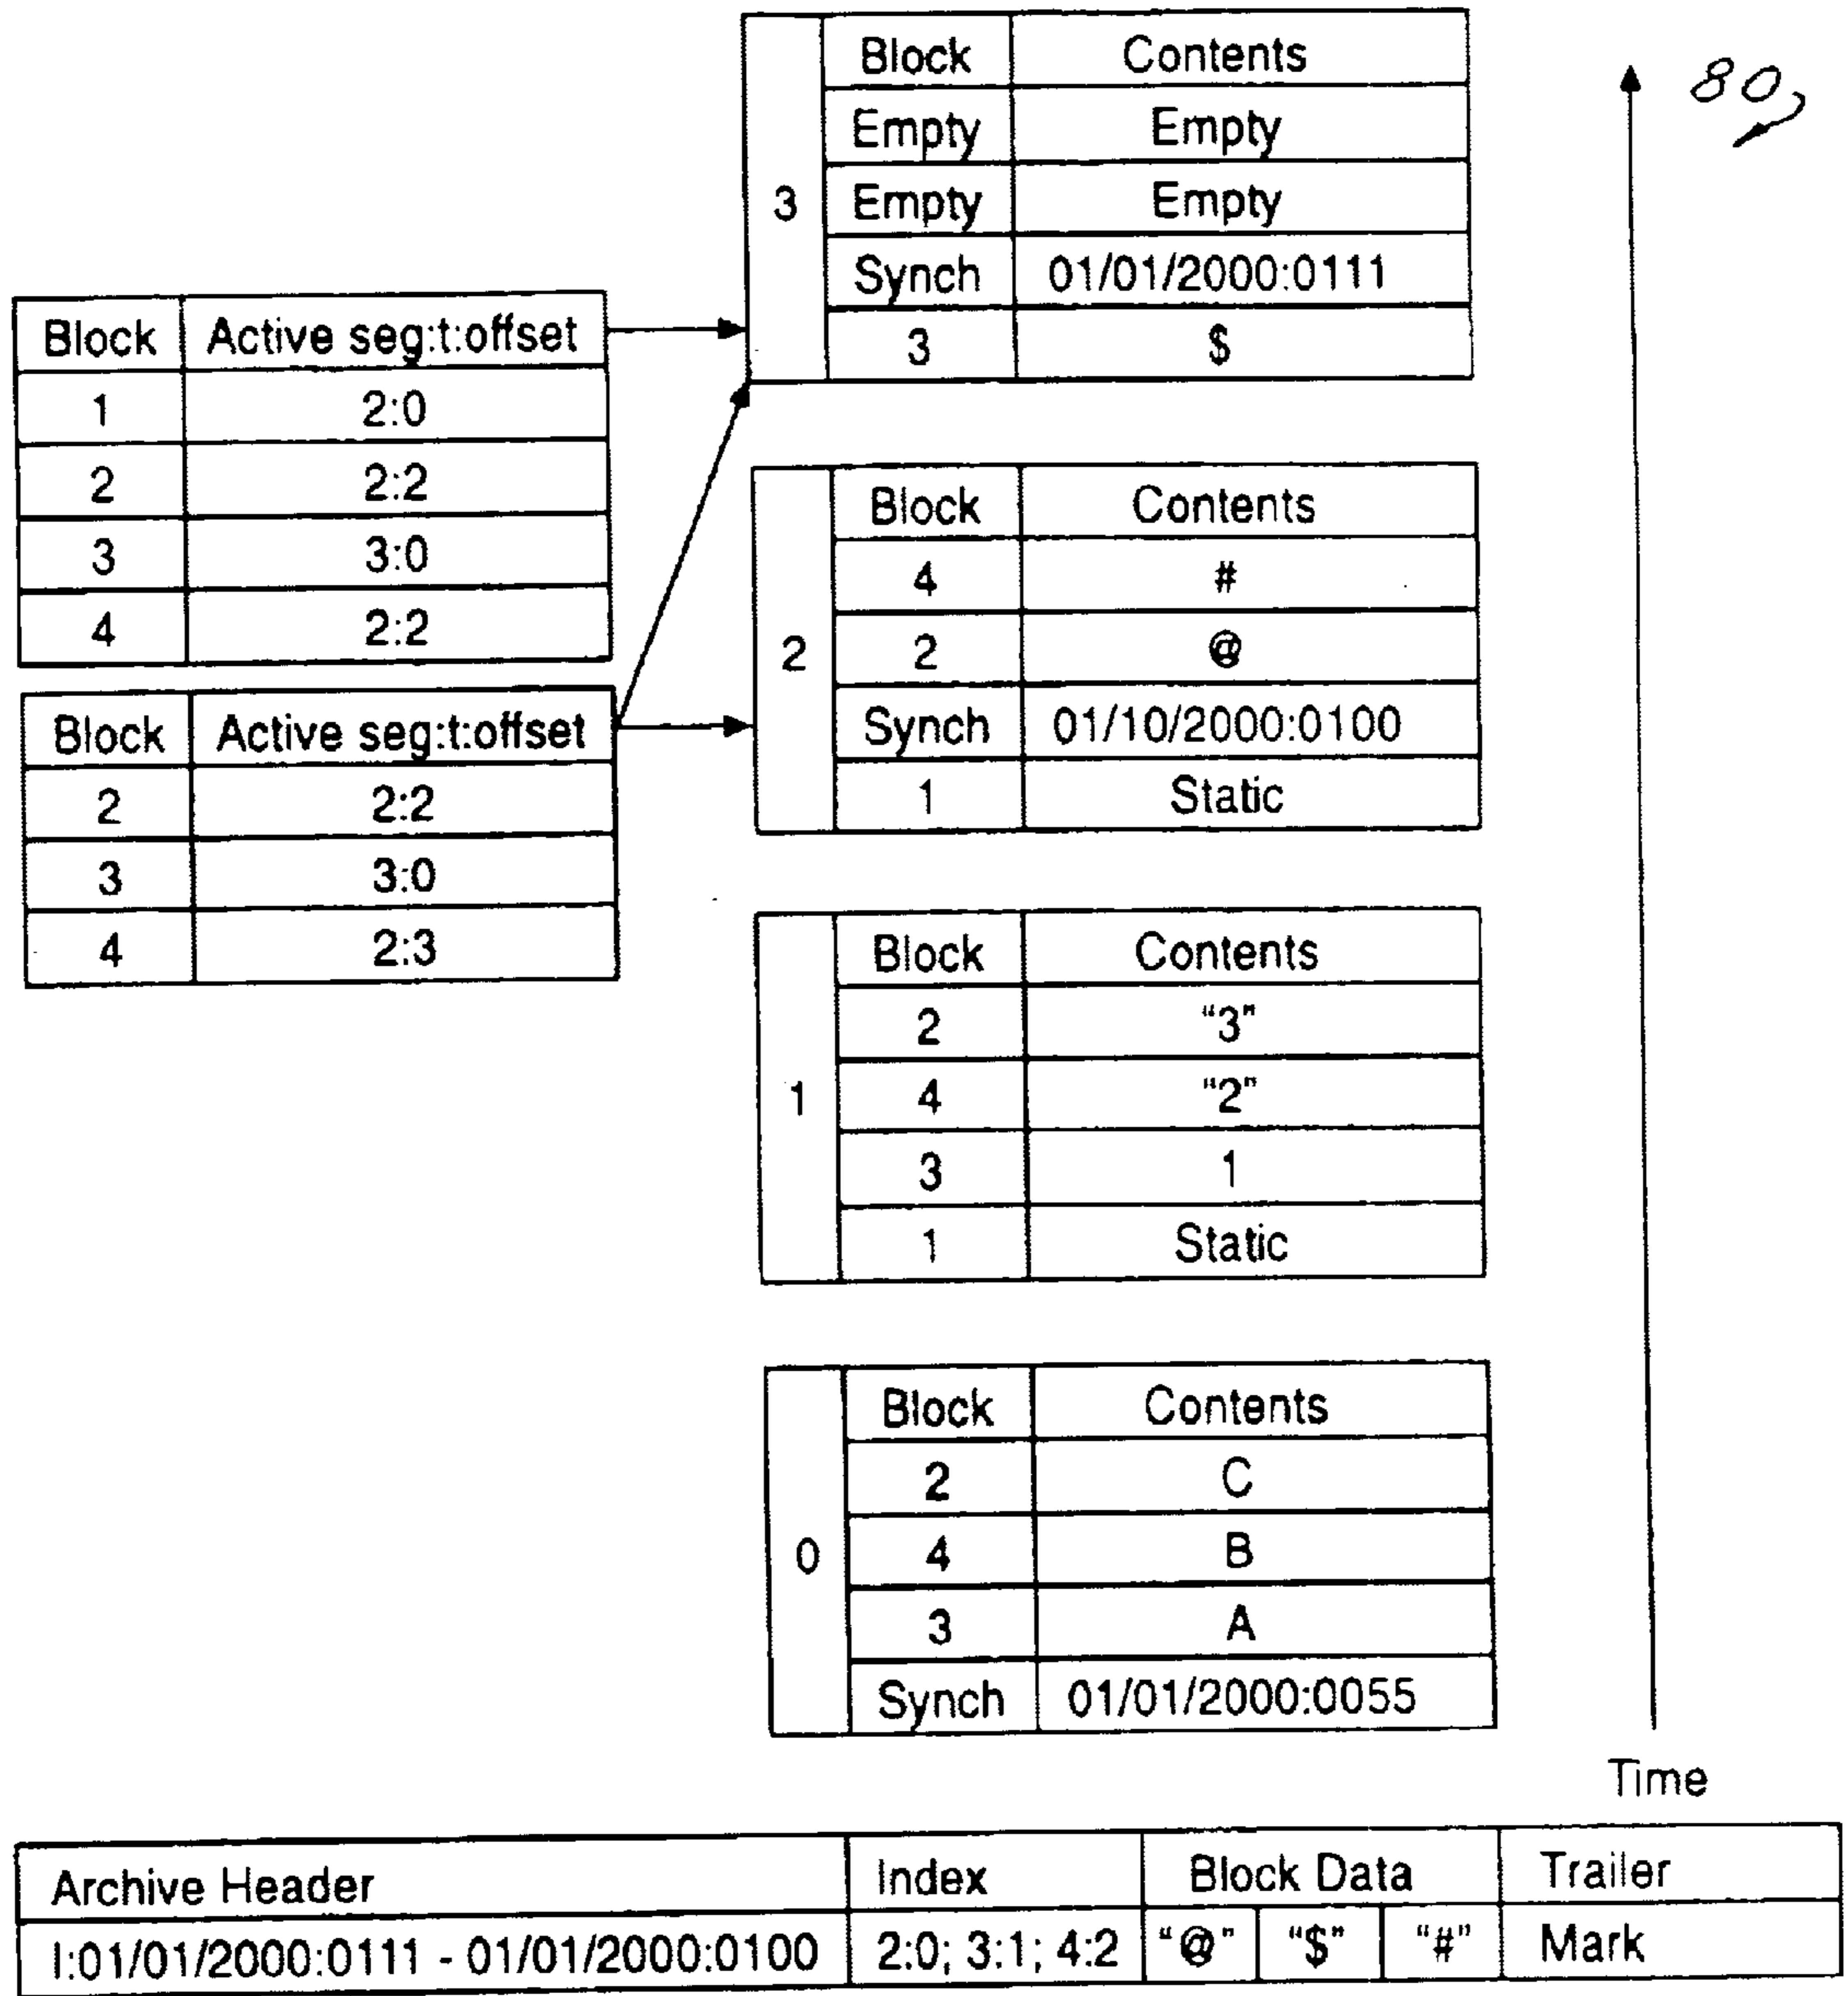 80
3 Block Contents
Empty Empty
Empty Empty
Synch 01/01/2000:0111
3 $
Block Active seg:t:offset
1 2:0
2 2:2
3 3:0
4 2:2
Block Active seg:t:offset
2 2:2
3 3:0
4 2:3
2 Block Contents
4 #
2 @
Synch 01/10/2000:0100
1 Static
1 Block Contents
2 “3”
4 “2”
3 1
1 Static
0 Block Contents
2 C
4 B
3 A
Synch 01/01/2000:0055
Time
Archive Header Index Block Data Trailer
I:01/01/2000:0111 - 01/01/2000:0100 2:0; 3:1; 4:2 “@” “$” “#” Mark